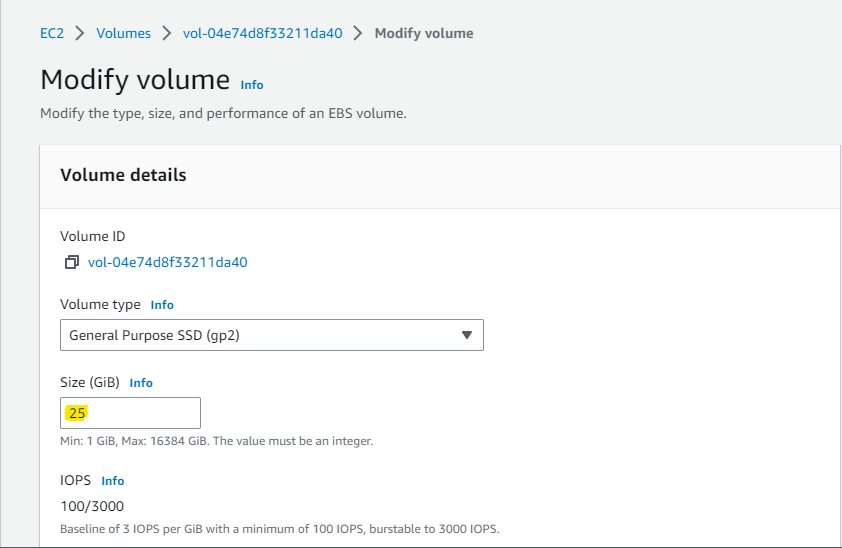 EC2 > Volumes > vol-04e74d8f33211da40 > Modify volume
Modify volume Info
Modify the type, size, and performance of an EBS volume.
Volume details
Volume ID
vol-04e74d8f33211da40
Volume type Info
General Purpose SSD (gp2)
Size (GiB) Info
25
Min: 1 GiB, Max: 16384 GiB. The value must be an integer.
IOPS Info
100/3000
Baseline of 3 IOPS per GiB with a minimum of 100 IOPS, burstable to 3000 IOPS.